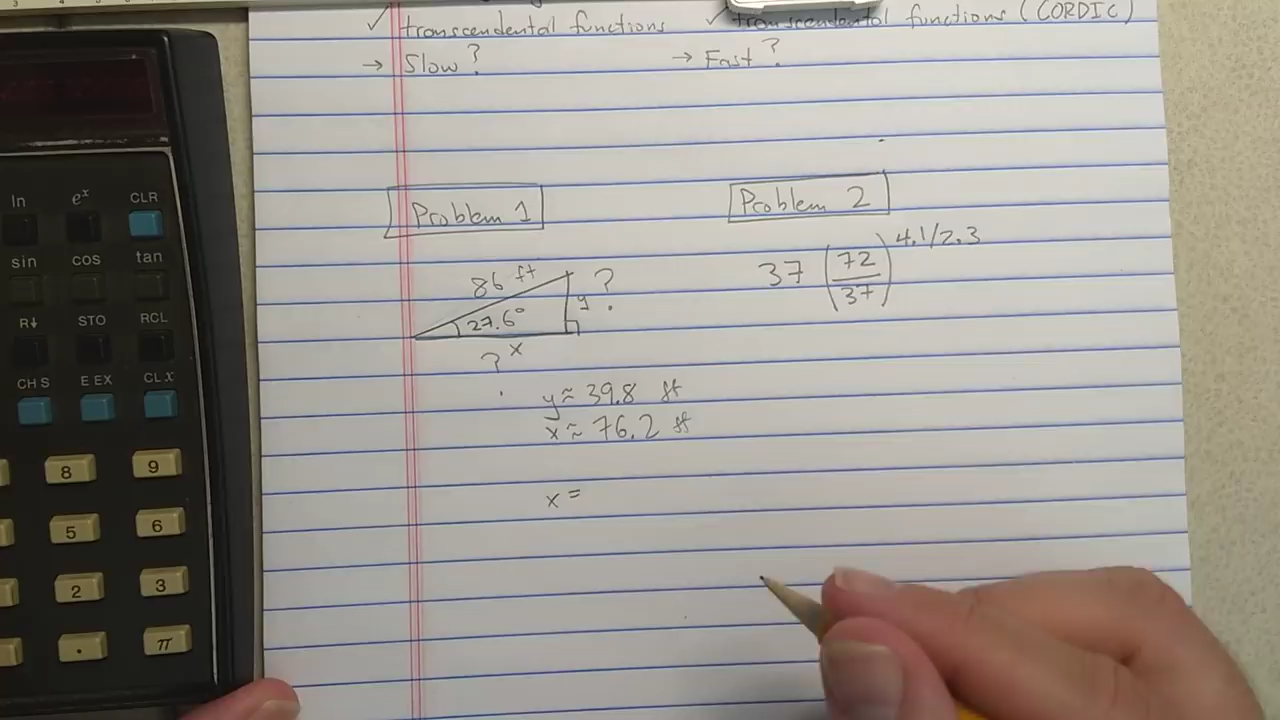 ✓ transcendental functions
→ Slow?
✓ transcendental functions (CORDIC)
→ Fast?
Problem 1
86 ft
27.6°
y ?
? x
y ≈ 39.8 ft
x ≈ 76.2 ft
x =
Problem 2
37 (72/37)^4.1/2.3
ln eˣ CLR
sin cos tan
R↓ STO RCL
CHS EEX CLX
8 9
5 6
2 3
. π